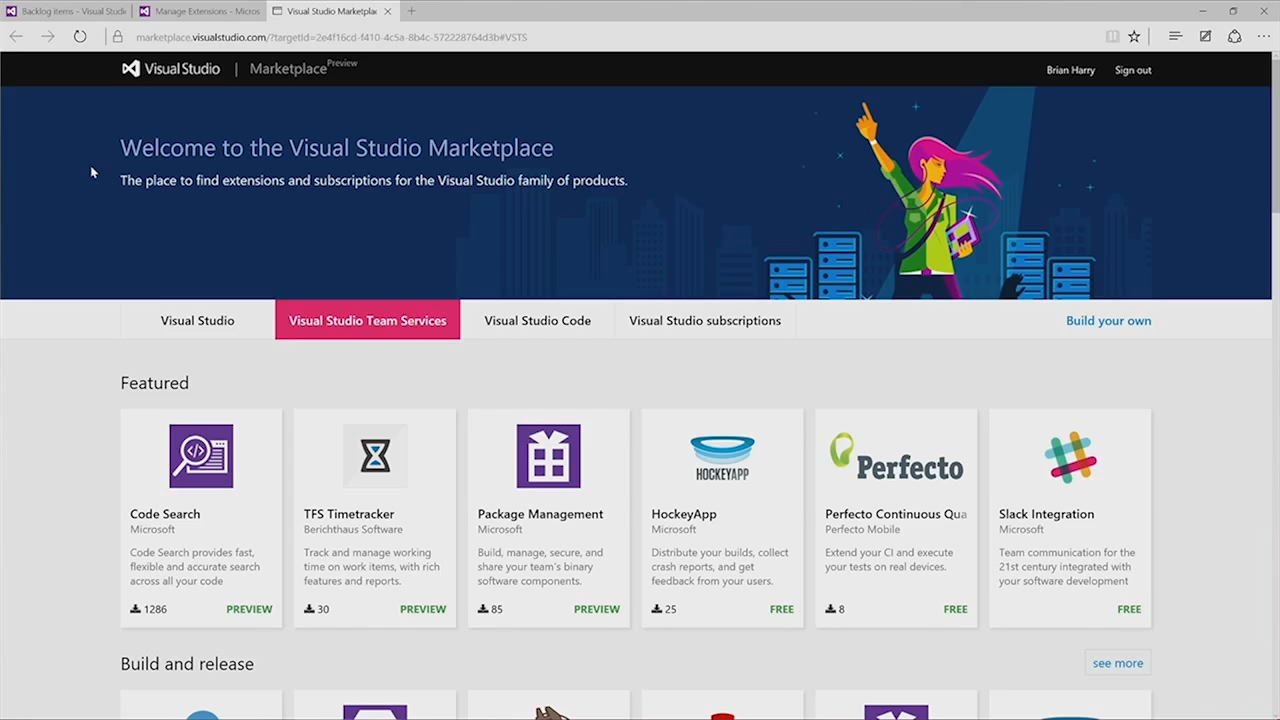 Backlog items - Visual Studi
Manage Extensions - Micros
Visual Studio Marketplac
marketplace.visualstudio.com/?targetId=2e4f16cd-f410-4c5a-8b4c-572228764d3b#VSTS
Visual Studio | Marketplace Preview
Brian Harry
Sign out
Welcome to the Visual Studio Marketplace
The place to find extensions and subscriptions for the Visual Studio family of products.
Visual Studio
Visual Studio Team Services
Visual Studio Code
Visual Studio subscriptions
Build your own
Featured
Code Search
Microsoft
Code Search provides fast,
flexible and accurate search
across all your code
1286
PREVIEW
TFS Timetracker
Berichthaus Software
Track and manage working
time on work items, with rich
features and reports.
30
PREVIEW
Package Management
Microsoft
Build, manage, secure, and
share your team's binary
software components.
85
PREVIEW
HOCKEYAPP
HockeyApp
Microsoft
Distribute your builds, collect
crash reports, and get
feedback from your users.
25
FREE
Perfecto
Perfecto Continuous Qua
Perfecto Mobile
Extend your CI and execute
your tests on real devices.
8
FREE
Slack Integration
Microsoft
Team communication for the
21st century integrated with
your software development
FREE
Build and release
see more